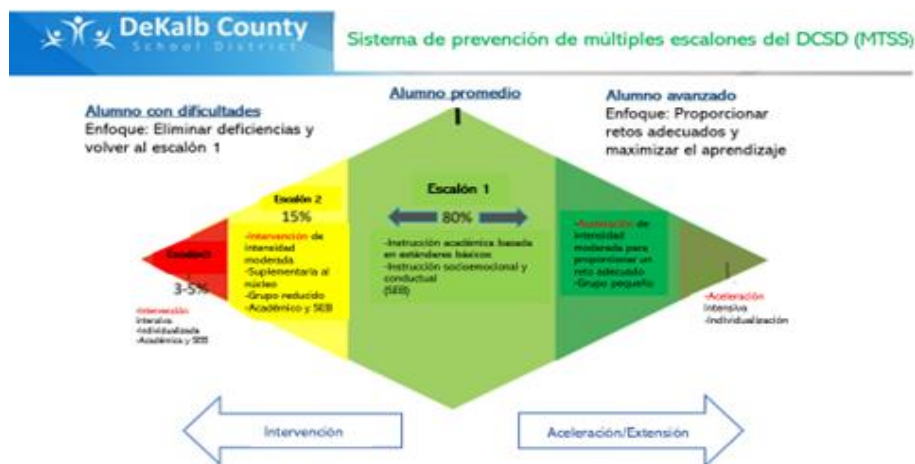 DeKalb County
School District
Sistema de prevención de múltiples escalones del DCSD (MTSS)
Alumno con dificultades
Enfoque: Eliminar deficiencias y
volver al escalón 1
Alumno promedio
Alumno avanzado
Enfoque: Proporcionar
retos adecuados y
maximizar el aprendizaje
3-5%
-Intervención
intensiva
-Individualizada
-Académica y SEB
Escalón 2
15%
-Intervención de
intensidad
moderada
-Suplementaria al
núcleo
-Grupo reducido
-Académico y SEB
Escalón 1
80%
-Instrucción académica basada
en estándares básicos
-Instrucción socioemocional y
conductual
(SEB)
-Aceleración de
intensidad
moderada para
proporcionar un
reto adecuado
-Grupo pequeño
-Aceleración
intensiva
-Individualización
Intervención
Aceleración/Extensión